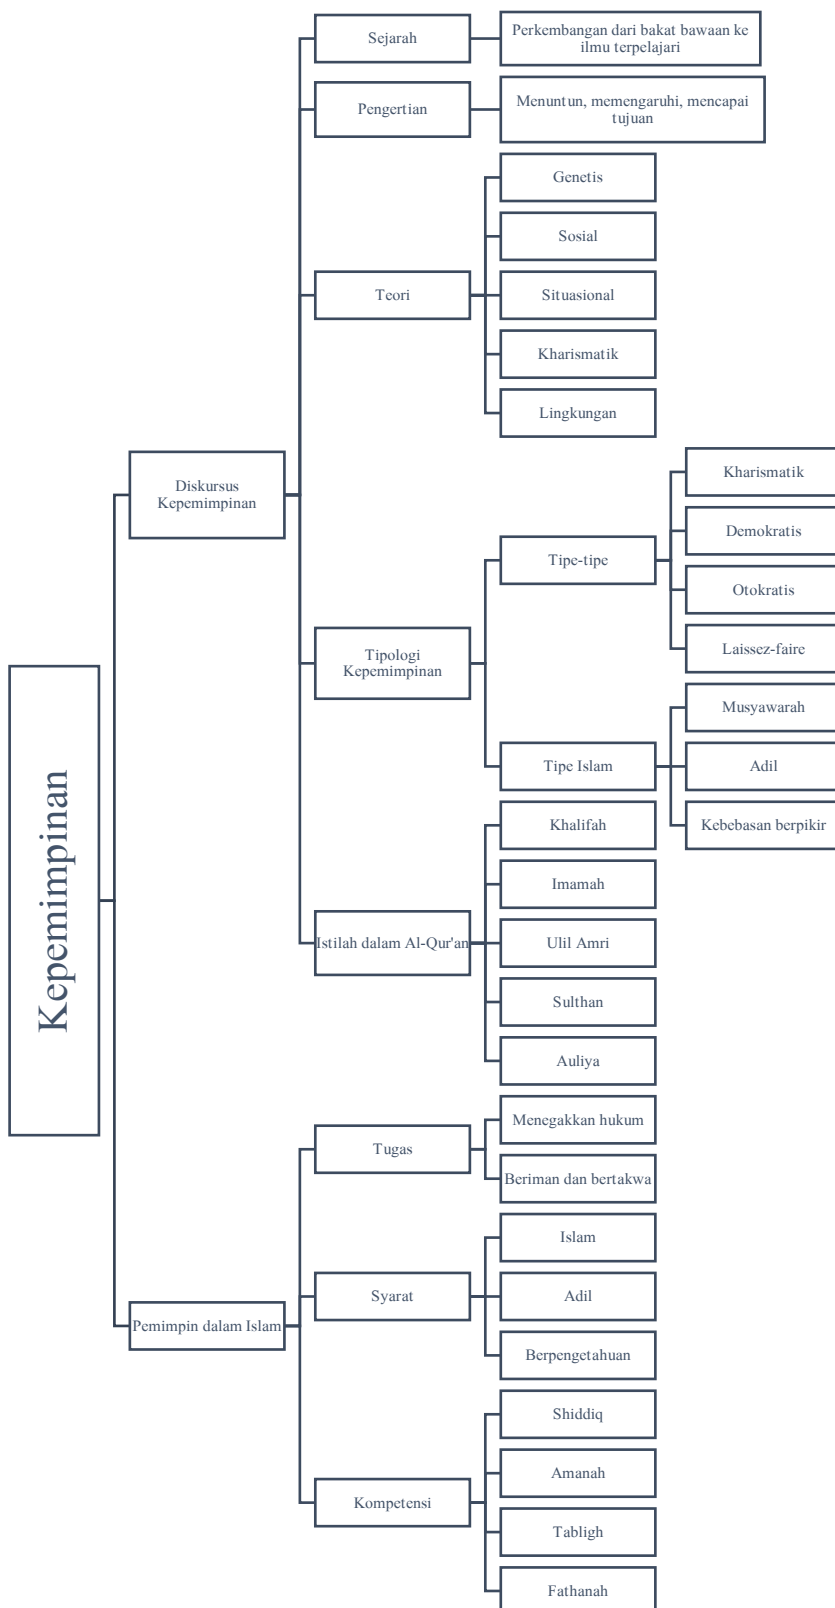 Kepemimpinan
Diskursus
Kepemimpinan
Sejarah
Perkembangan dari bakat bawaan ke
ilmu terpelajari
Pengertian
Menuntun, memengaruhi, mencapai
tujuan
Teori
Genetis
Sosial
Situasional
Kharismatik
Lingkungan
Tipologi
Kepemimpinan
Tipe-tipe
Kharismatik
Demokratis
Otokratis
Laissez-faire
Tipe Islam
Musyawarah
Adil
Kebebasan berpikir
Istilah dalam Al-Qur'an
Khalifah
Imamah
Ulil Amri
Sulthan
Auliya
Pemimpin dalam Islam
Tugas
Menegakkan hukum
Beriman dan bertakwa
Syarat
Islam
Adil
Berpengetahuan
Kompetensi
Shiddiq
Amanah
Tabligh
Fathanah